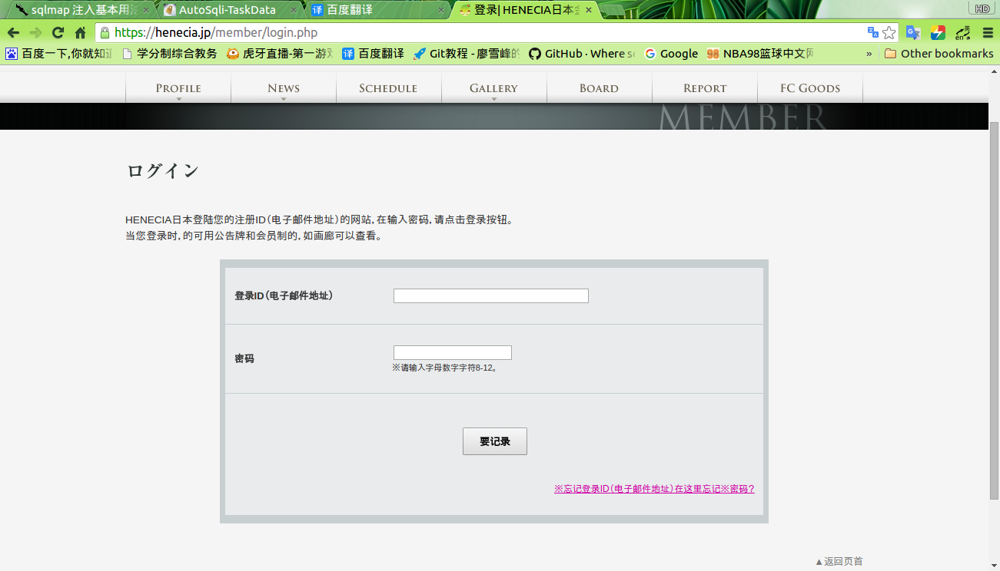 sqlmap 注入基本用法
AutoSqli-TaskData
百度翻译
登录| HENECIA日本
HD
https://henecia.jp/member/login.php
百度一下,你就知道
学分制综合教务
虎牙直播-第一游戏
百度翻译
Git教程 - 廖雪峰的
GitHub · Where s
Google
NBA98篮球中文网
»
Other bookmarks
PROFILE
NEWS
SCHEDULE
GALLERY
BOARD
REPORT
FC GOODS
MEMBER
ログイン
HENECIA日本登陆您的注册ID(电子邮件地址)的网站,在输入密码,请点击登录按钮。
当您登录时,的可用公告牌和会员制的,如画廊可以查看。
登录ID(电子邮件地址)
密码
※请输入字母数字字符8-12。
要记录
※忘记登录ID(电子邮件地址)在这里忘记※密码?
▲返回页首